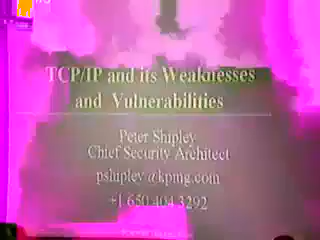 TCP/IP and its Weaknesses
and Vulnerabilities
Peter Shipley
Chief Security Architect
pshipley@kpmg.com
+1 650 404 3292